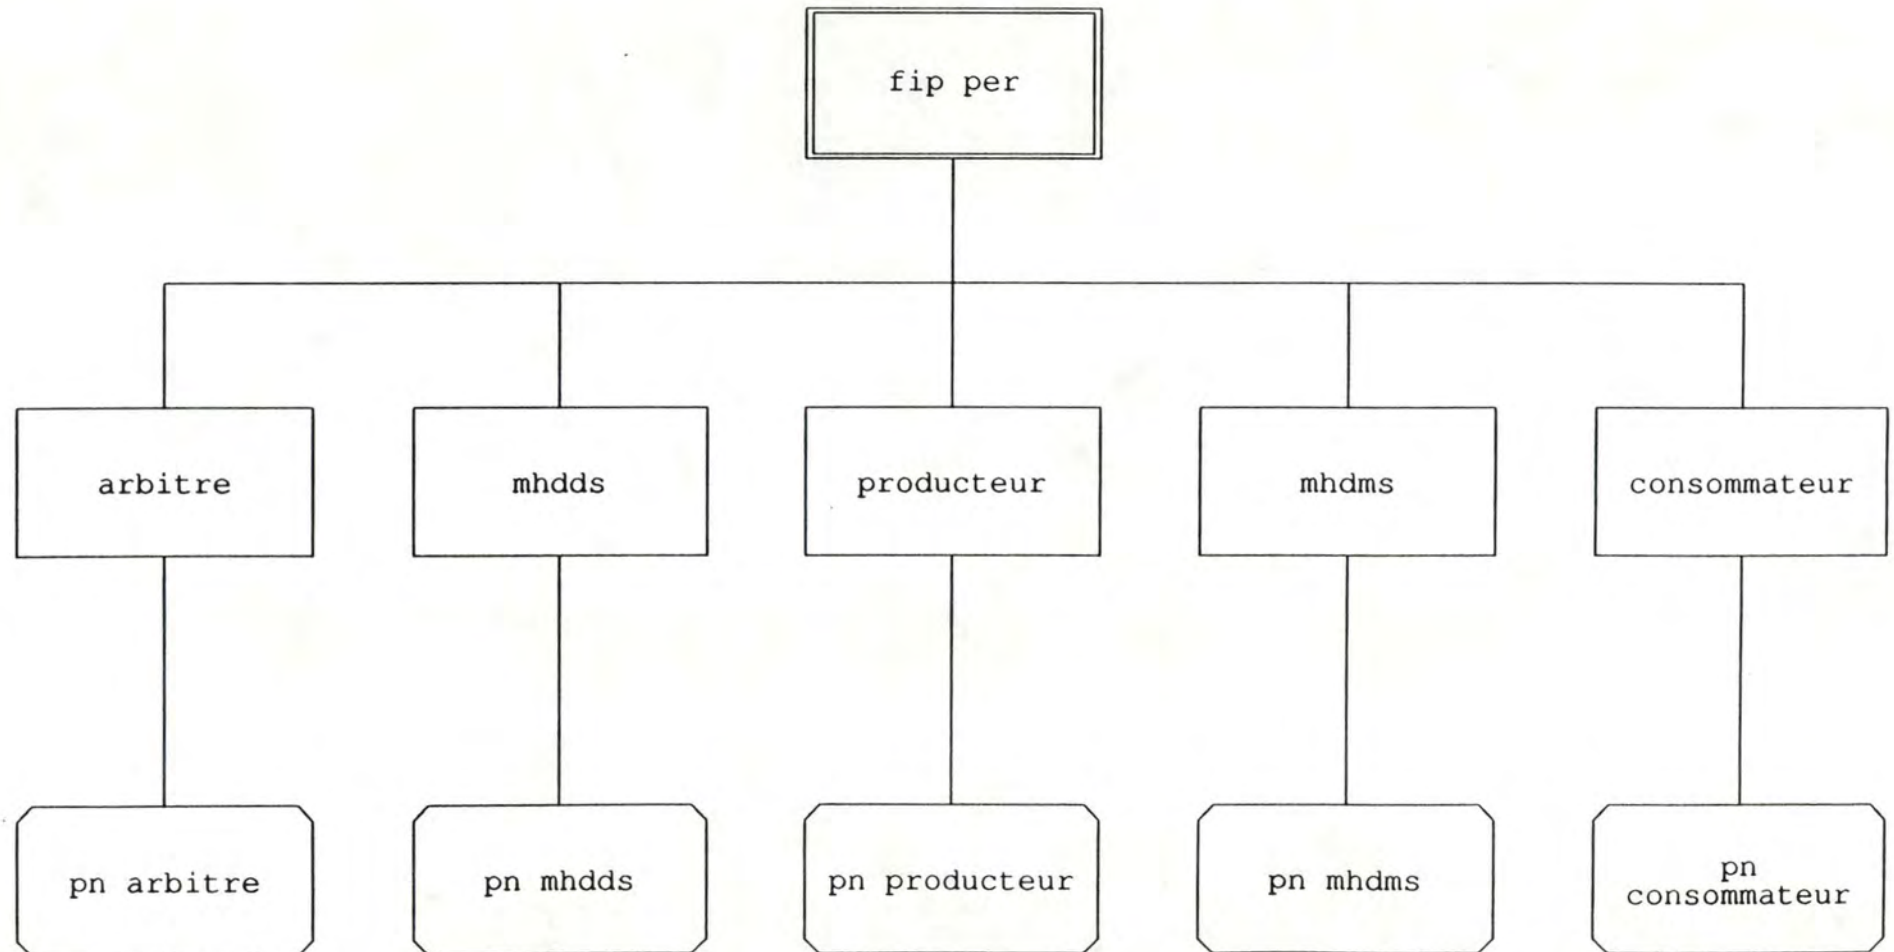 fip per
arbitre
mhdds
producteur
mhdms
consommateur
pn arbitre
pn mhdds
pn producteur
pn mhdms
pn
consommateur